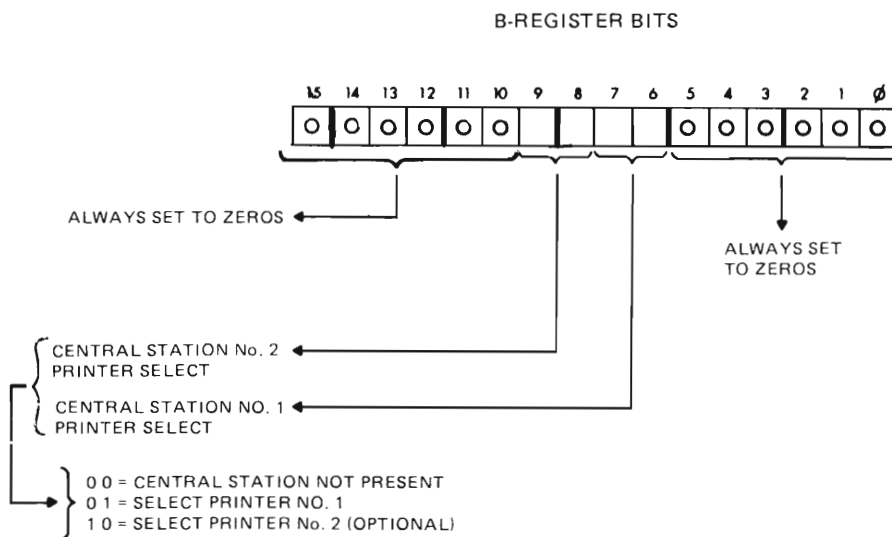 B-REGISTER BITS
15 14 13 12 11 10 9 8 7 6 5 4 3 2 1 Ø
O O O O O O O O O O O O
ALWAYS SET TO ZEROS
ALWAYS SET
TO ZEROS
CENTRAL STATION No. 2
PRINTER SELECT
CENTRAL STATION NO. 1
PRINTER SELECT
0 0 = CENTRAL STATION NOT PRESENT
0 1 = SELECT PRINTER NO. 1
1 0 = SELECT PRINTER No. 2 (OPTIONAL)